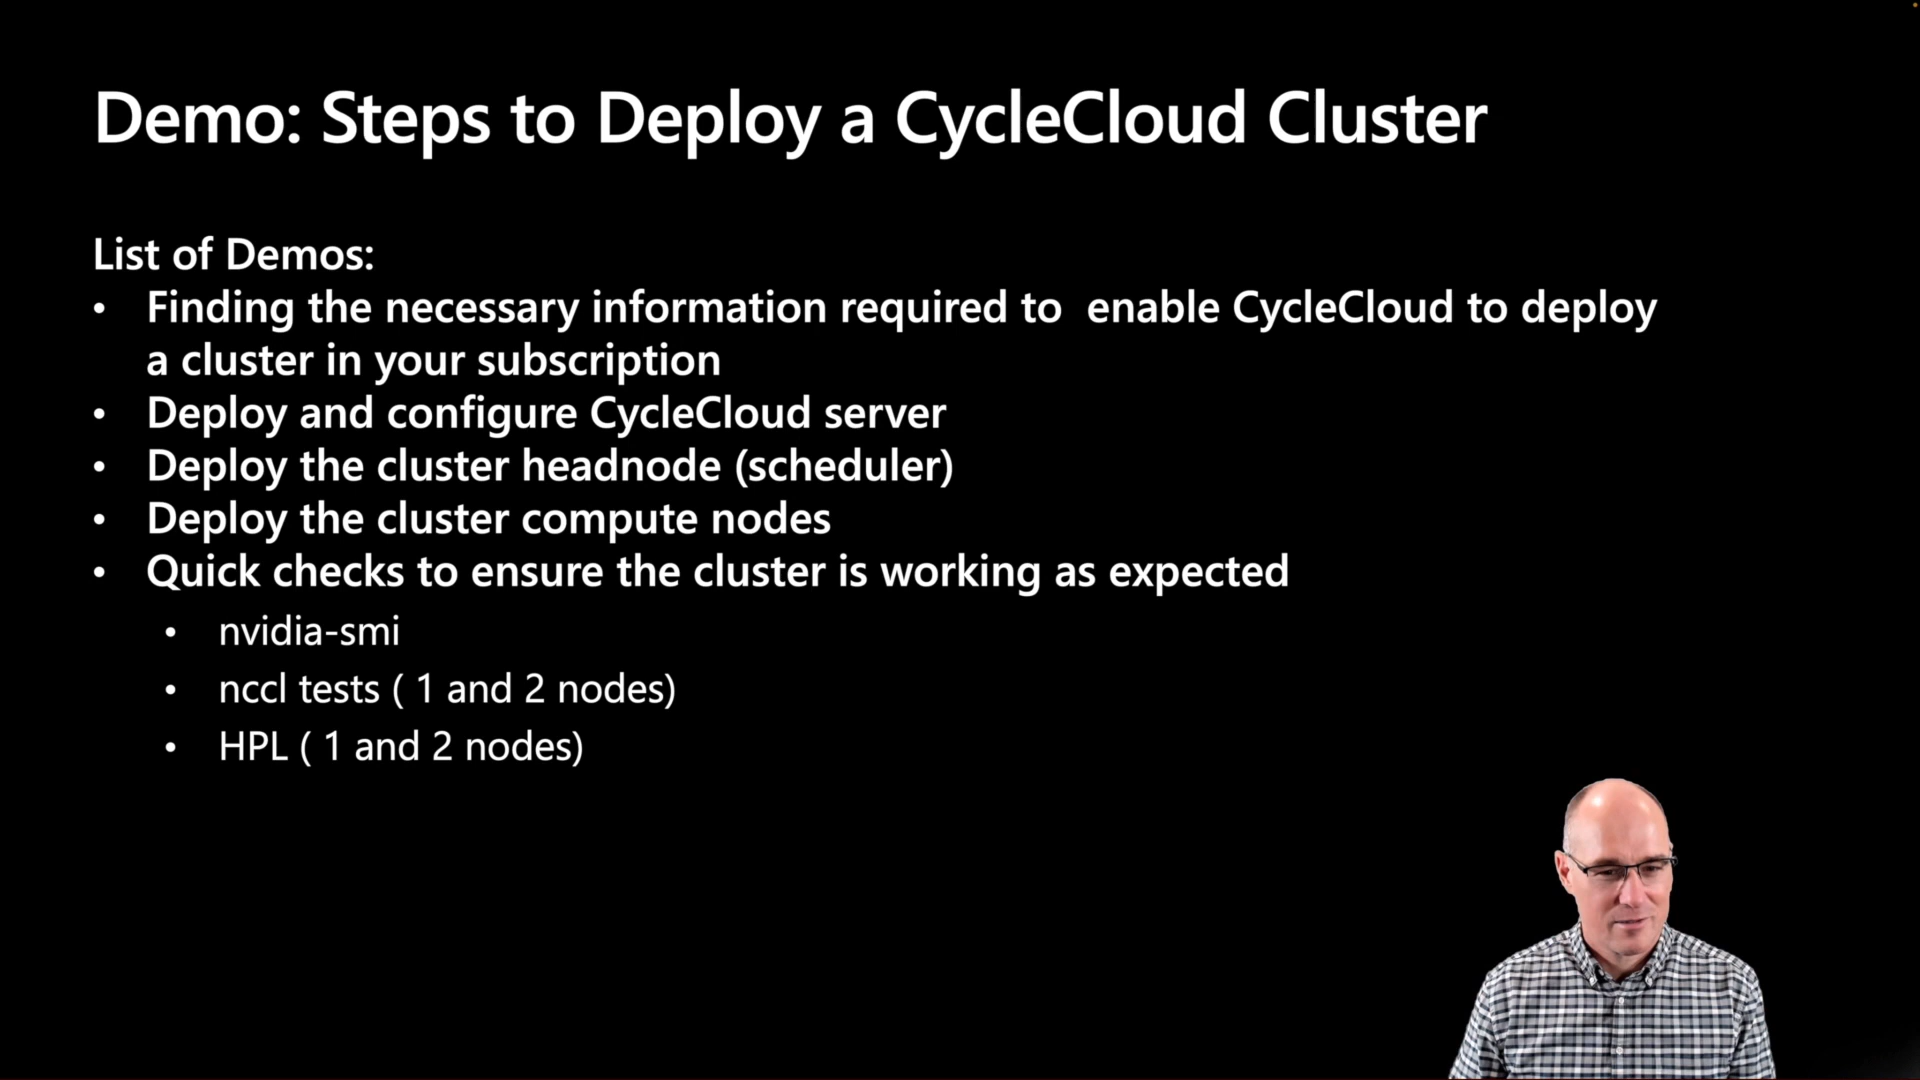 Demo: Steps to Deploy a CycleCloud Cluster
List of Demos:
• Finding the necessary information required to  enable CycleCloud to deploy
a cluster in your subscription
• Deploy and configure CycleCloud server
• Deploy the cluster headnode (scheduler)
• Deploy the cluster compute nodes
• Quick checks to ensure the cluster is working as expected
• nvidia-smi
• nccl tests ( 1 and 2 nodes)
• HPL ( 1 and 2 nodes)